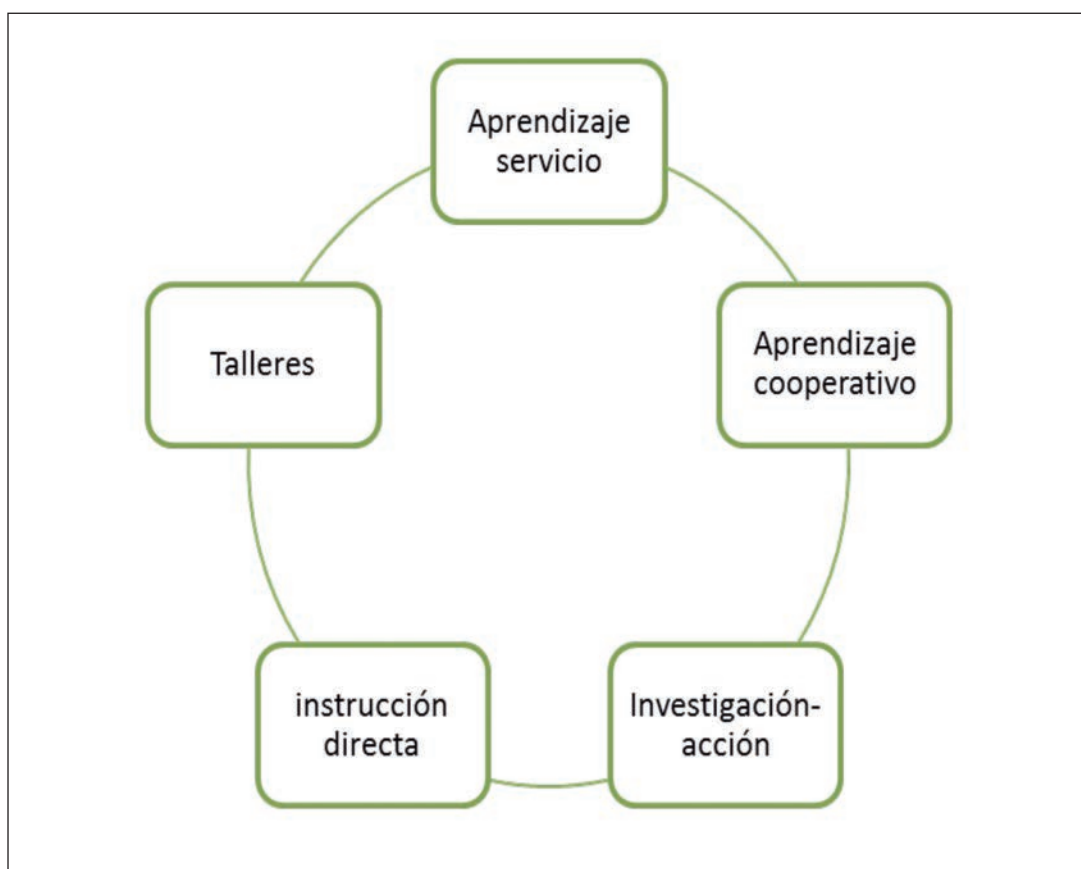 Aprendizaje
servicio
Aprendizaje
cooperativo
Investigación-
acción
instrucción
directa
Talleres